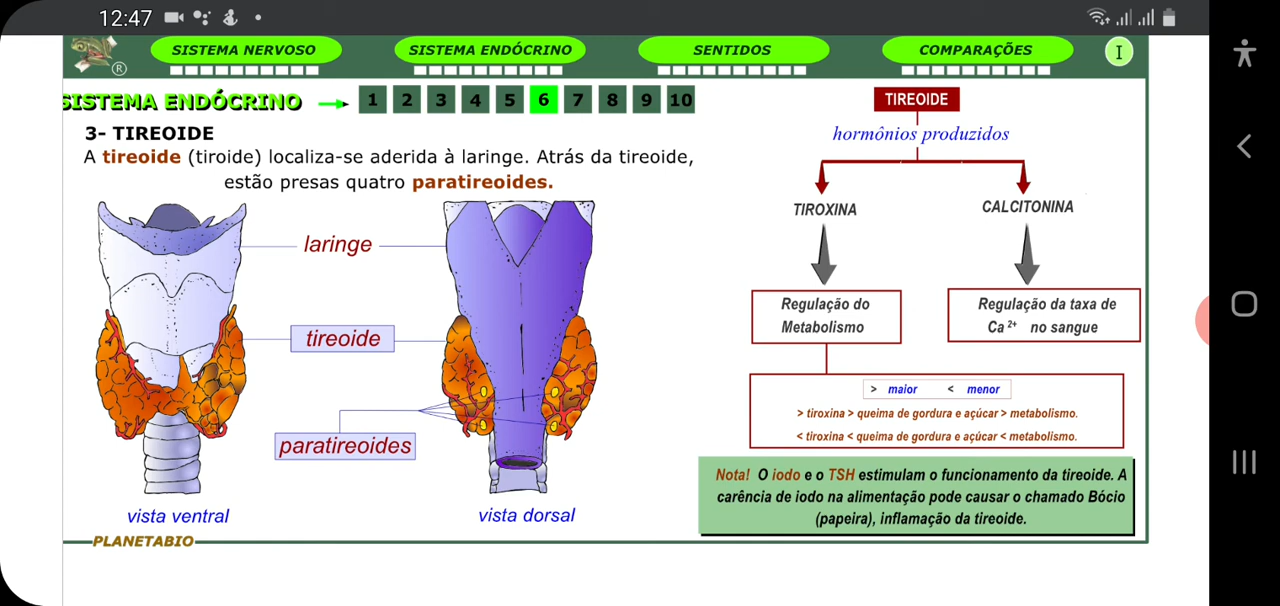 12:47
SISTEMA NERVOSO
SISTEMA ENDÓCRINO
SENTIDOS
COMPARAÇÕES
I
®
SISTEMA ENDÓCRINO
1 2 3 4 5 6 7 8 9 10
3- TIREOIDE
A tireoide (tiroide) localiza-se aderida à laringe. Atrás da tireoide,
estão presas quatro paratireoides.
laringe
tireoide
paratireoides
vista ventral
vista dorsal
PLANETABIO
TIREOIDE
hormônios produzidos
TIROXINA
CALCITONINA
Regulação do
Metabolismo
Regulação da taxa de
Ca²⁺ no sangue
> maior < menor
> tiroxina > queima de gordura e açúcar > metabolismo.
< tiroxina < queima de gordura e açúcar < metabolismo.
Nota! O iodo e o TSH estimulam o funcionamento da tireoide. A
carência de iodo na alimentação pode causar o chamado Bócio
(papeira), inflamação da tireoide.